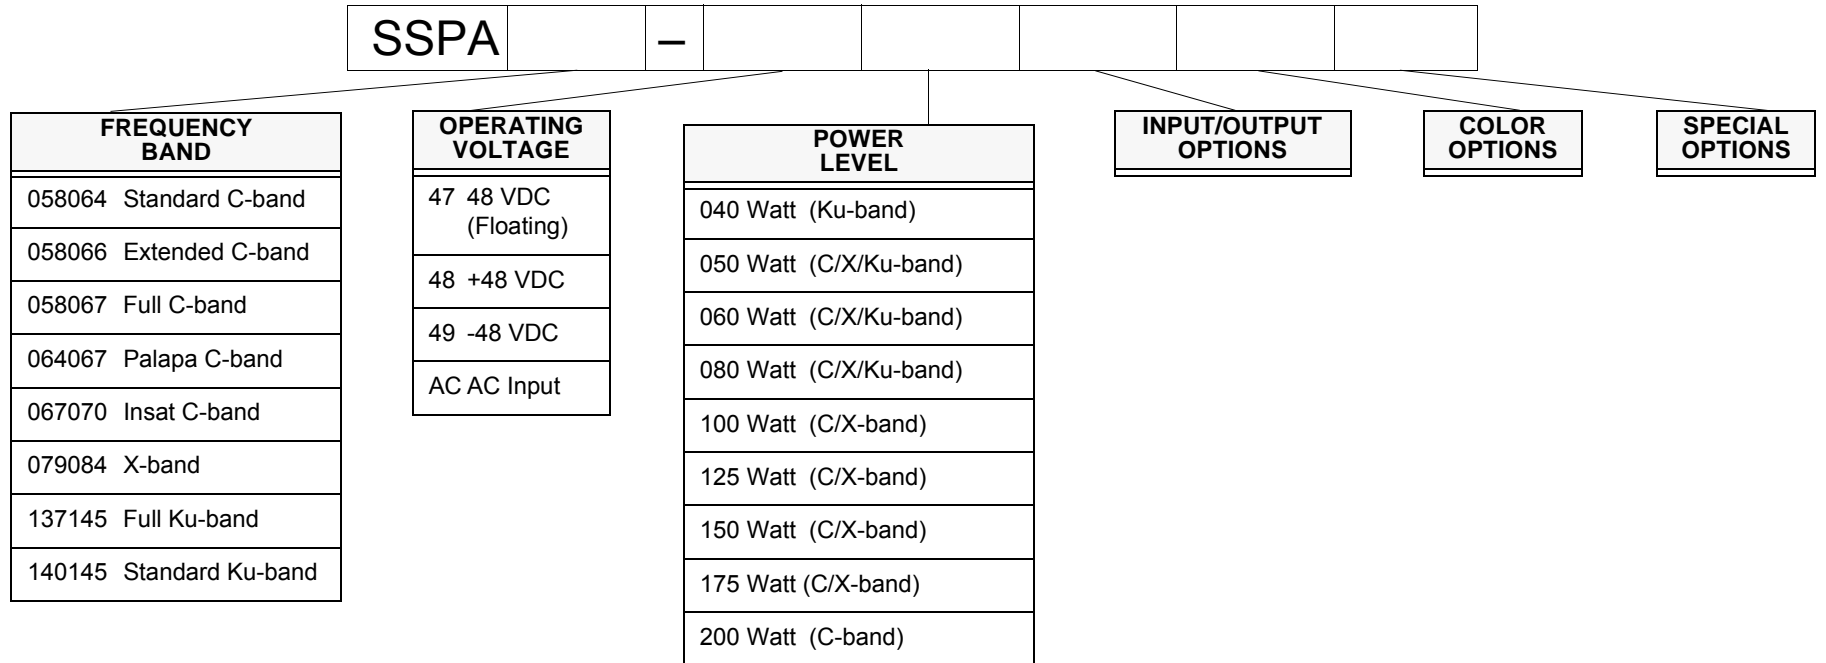 SSPA –
FREQUENCY
BAND
058064 Standard C-band
058066 Extended C-band
058067 Full C-band
064067 Palapa C-band
067070 Insat C-band
079084 X-band
137145 Full Ku-band
140145 Standard Ku-band
OPERATING
VOLTAGE
47 48 VDC
(Floating)
48 +48 VDC
49 -48 VDC
AC AC Input
POWER
LEVEL
040 Watt (Ku-band)
050 Watt (C/X/Ku-band)
060 Watt (C/X/Ku-band)
080 Watt (C/X/Ku-band)
100 Watt (C/X-band)
125 Watt (C/X-band)
150 Watt (C/X-band)
175 Watt (C/X-band)
200 Watt (C-band)
INPUT/OUTPUT
OPTIONS
COLOR
OPTIONS
SPECIAL
OPTIONS